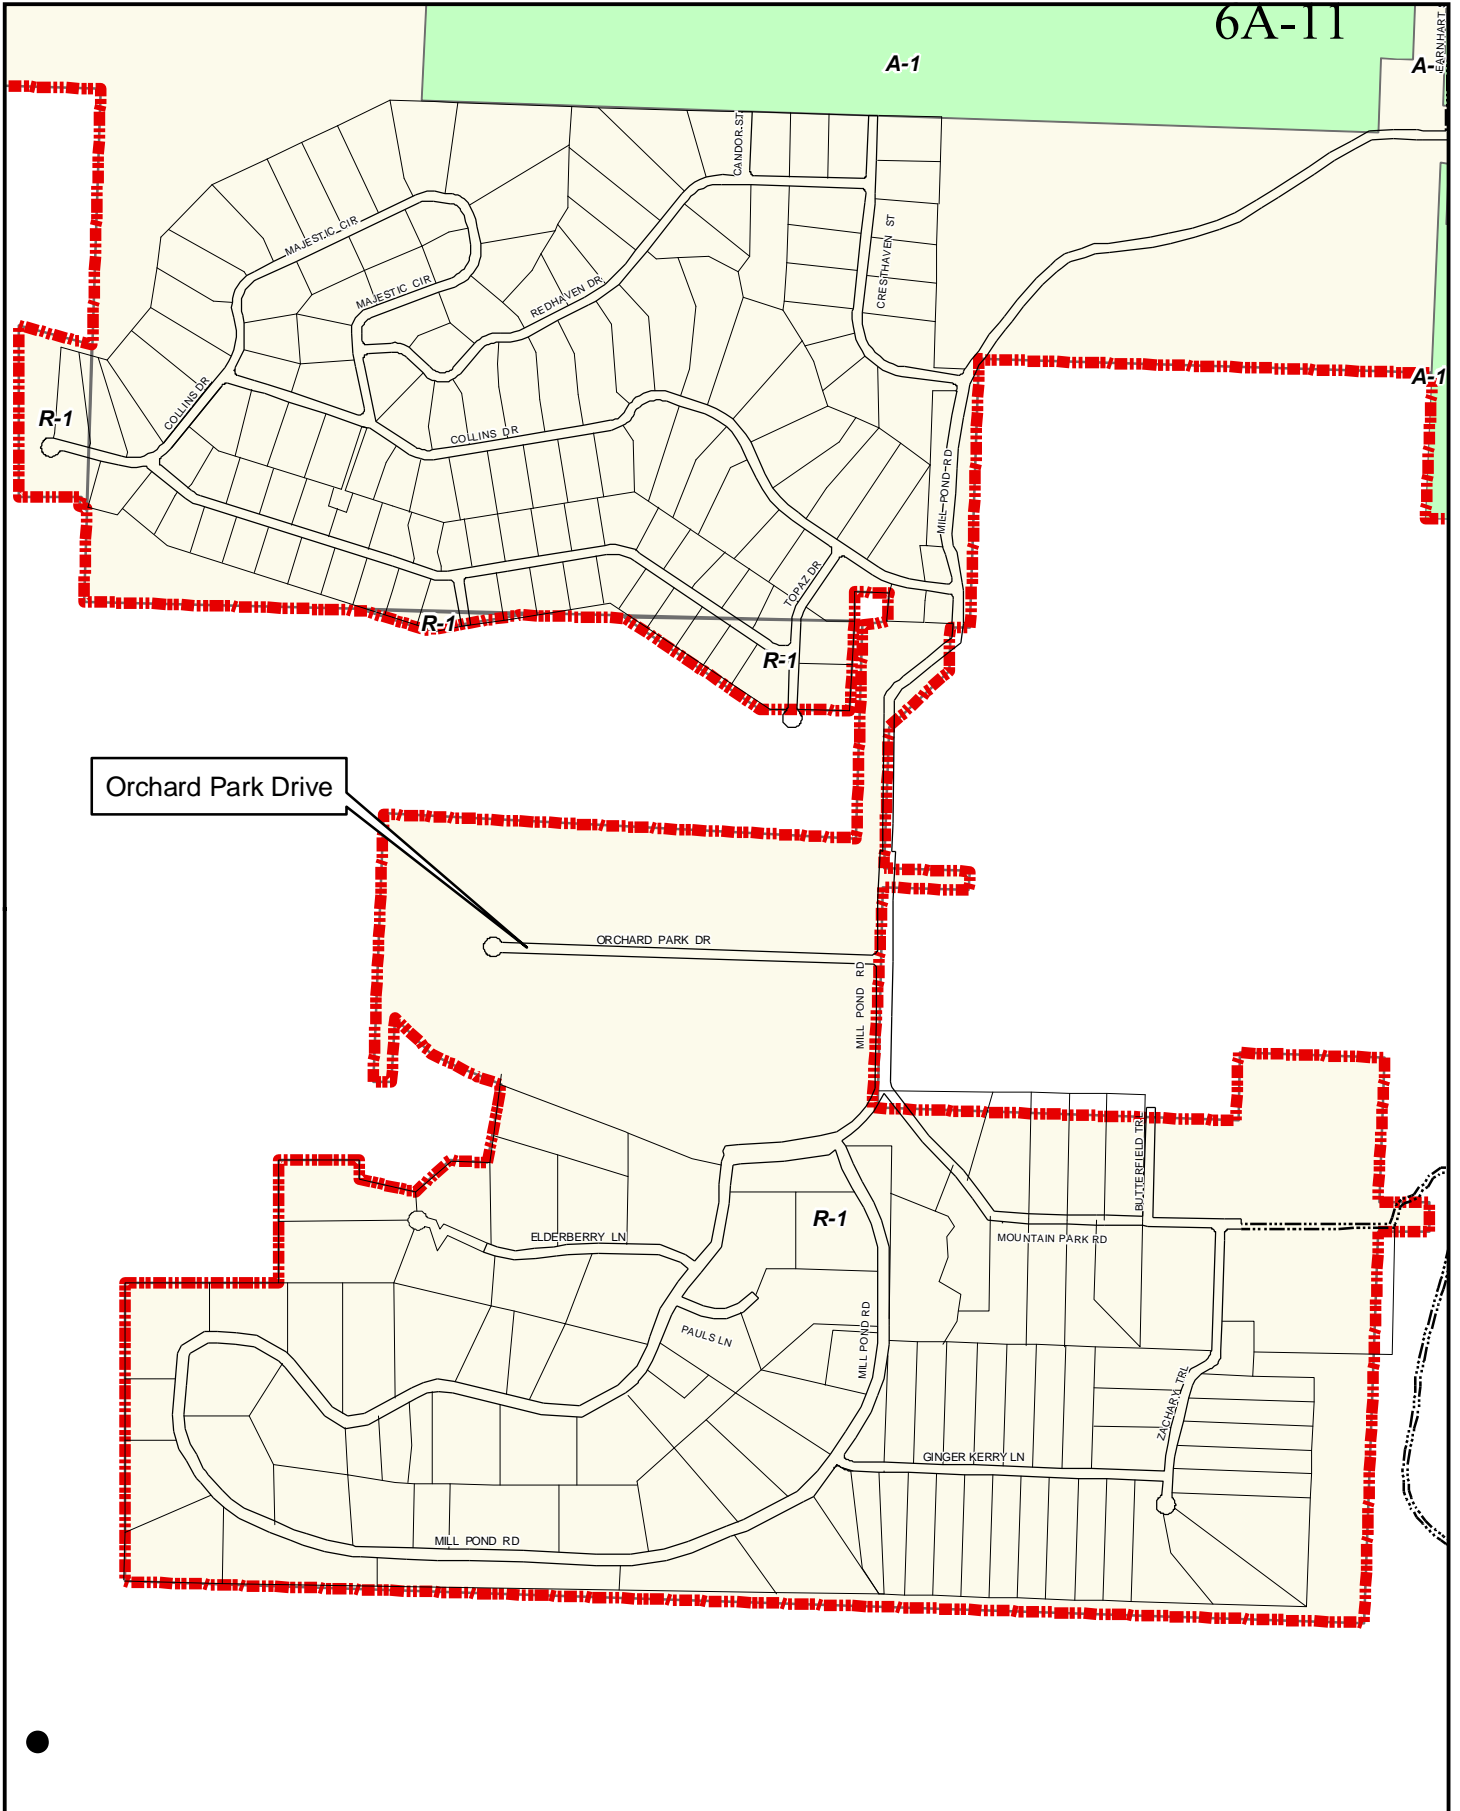 6A-11
A-1
A-
EARNHART
CANDOR ST
MAJESTIC CIR
CRESTHAVEN ST
MAJESTIC CIR
REDHAVEN DR
A-1
COLLINS DR
R-1
COLLINS DR
MILL POND RD
TOPAZ DR
R-1
R-1
Orchard Park Drive
ORCHARD PARK DR
MILL POND RD
BUTTERFIELD TRL
R-1
ELDERBERRY LN
MOUNTAIN PARK RD
PAULS LN
MILL POND RD
ZACHARY TRL
GINGER KERRY LN
MILL POND RD